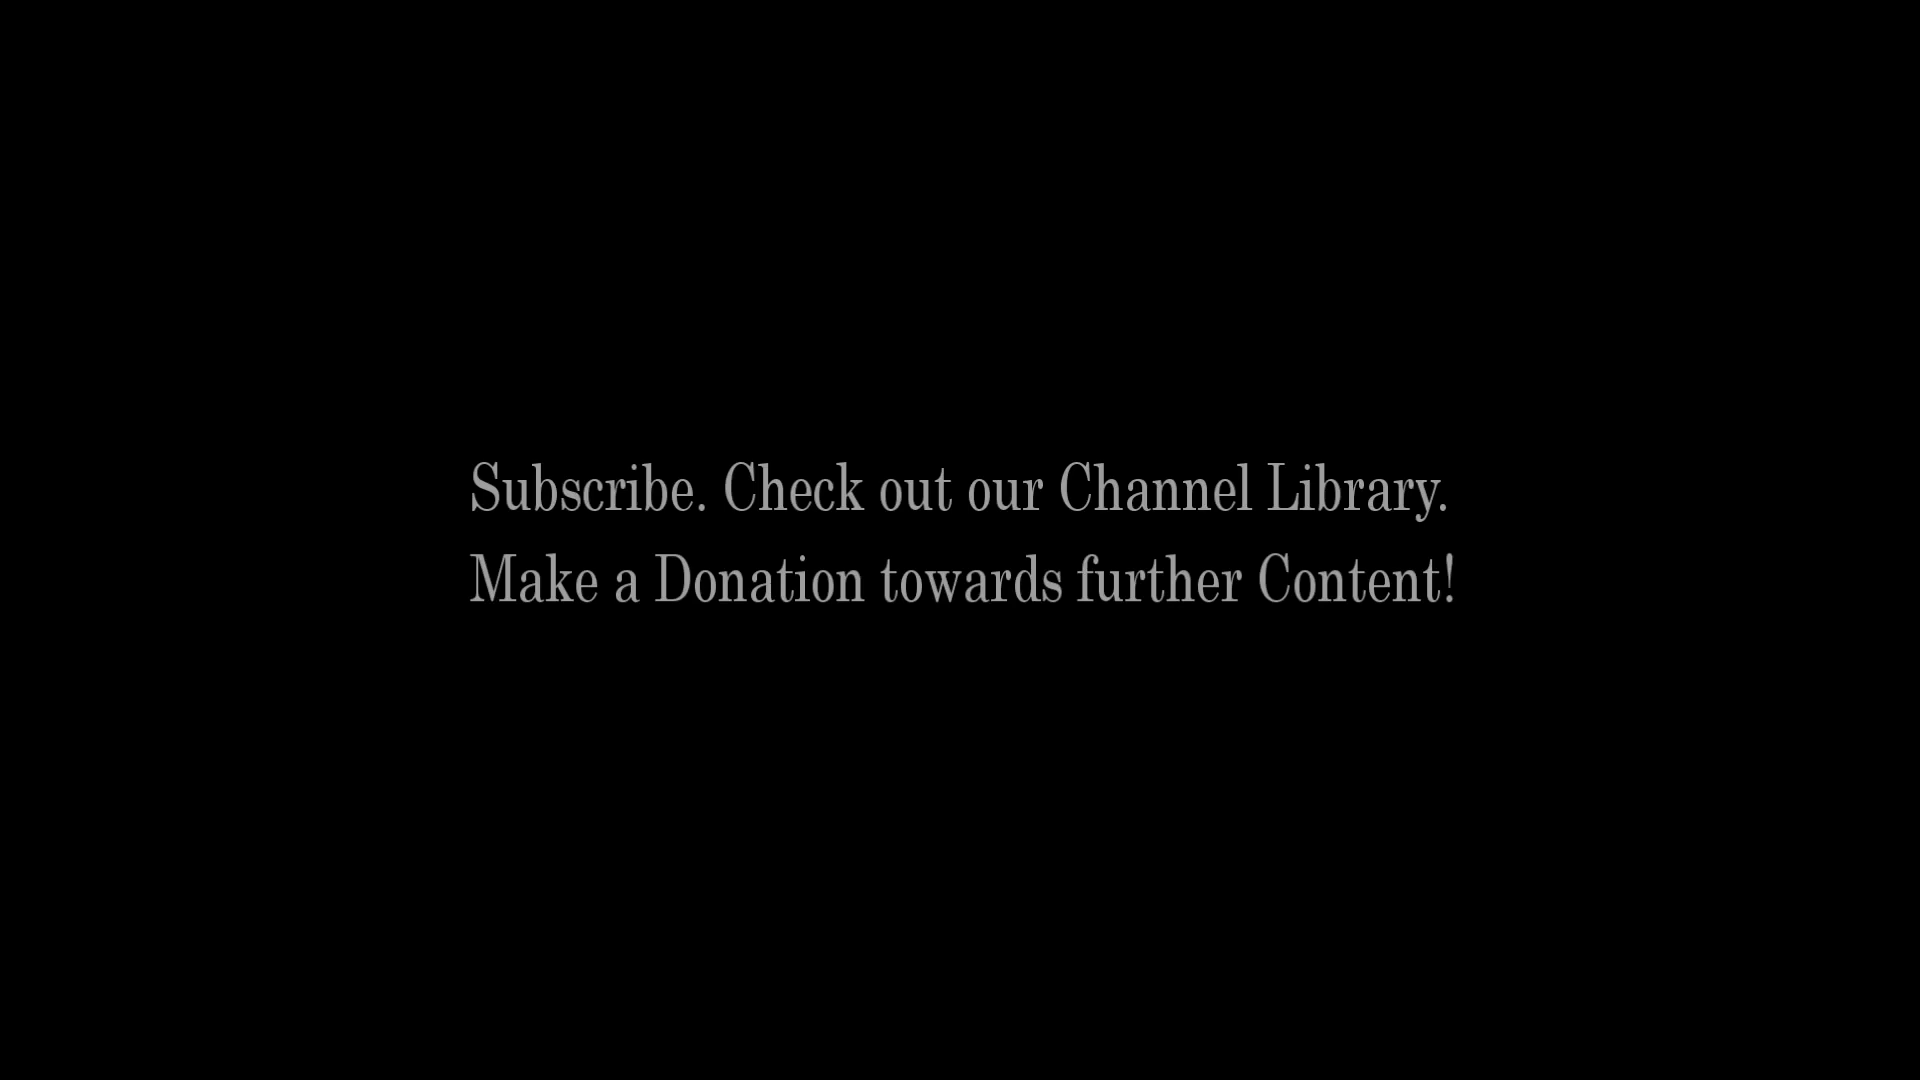 Subscribe. Check out our Channel Library.
Make a Donation towards further Content!